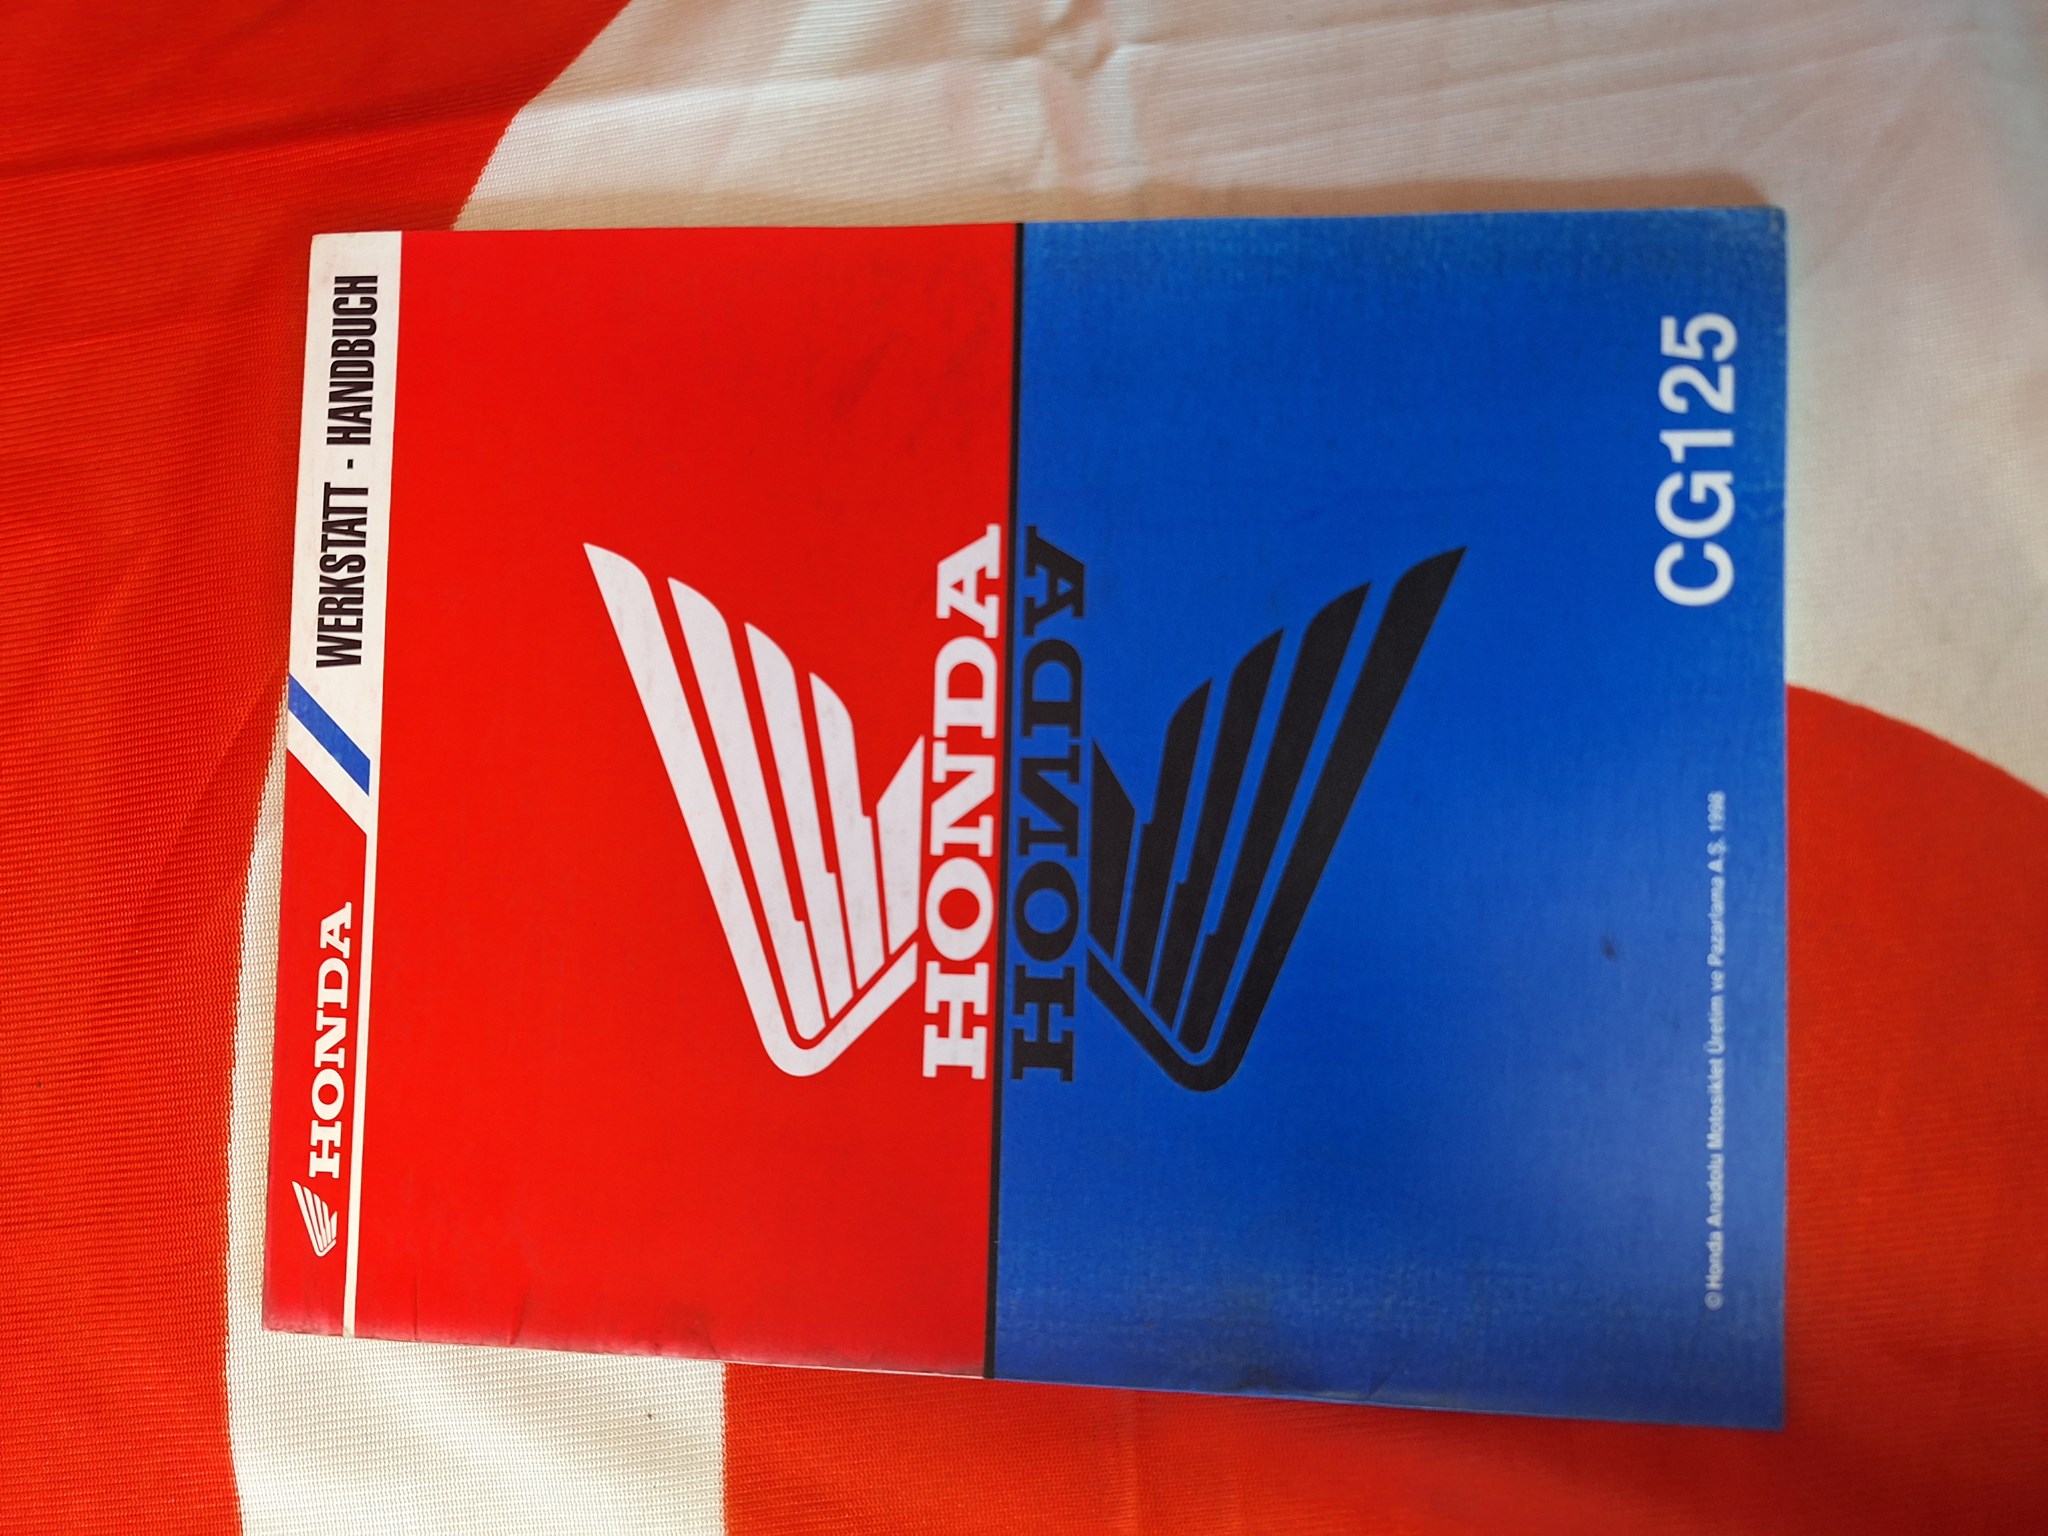 HONDA
WERKSTATT - HANDBUCH
HONDA
HONDA
CG125
©Honda Anadolu Motosiklet Üretim ve Pazarlama A.Ş. 1998